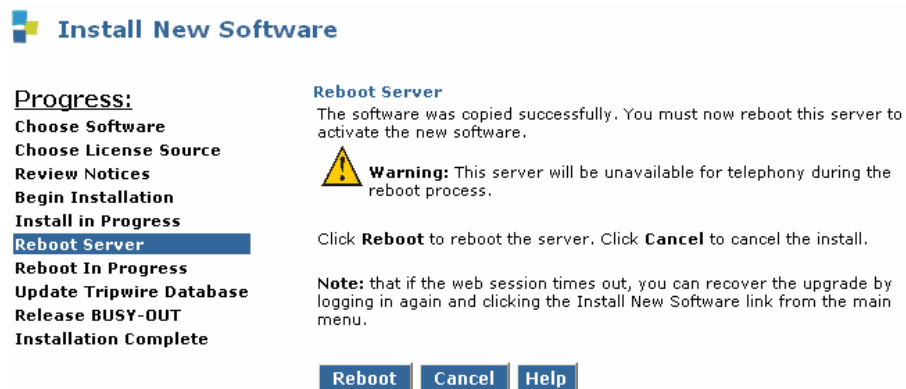 Install New Software
Progress:
Choose Software
Choose License Source
Review Notices
Begin Installation
Install in Progress
Reboot Server
Reboot In Progress
Update Tripwire Database
Release BUSY-OUT
Installation Complete
Reboot Server
The software was copied successfully. You must now reboot this server to
activate the new software.
Warning: This server will be unavailable for telephony during the
reboot process.
Click Reboot to reboot the server. Click Cancel to cancel the install.
Note: that if the web session times out, you can recover the upgrade by
logging in again and clicking the Install New Software link from the main
menu.
Reboot Cancel Help